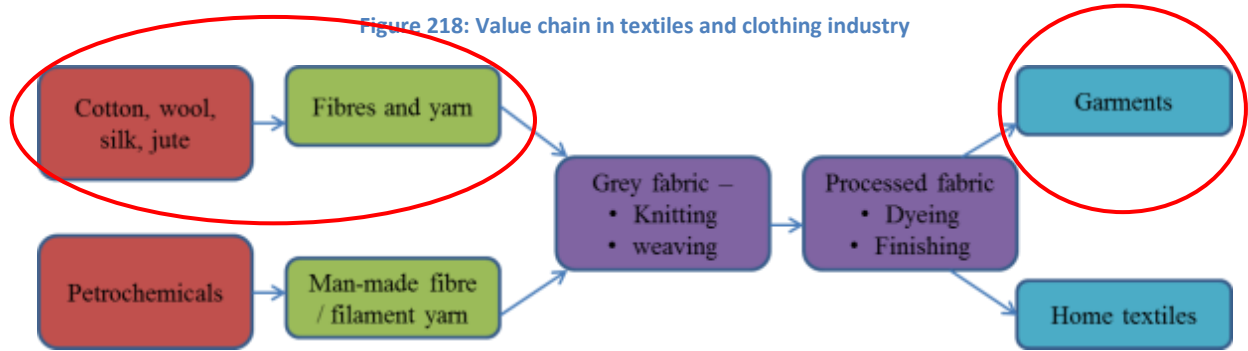 Figure 218: Value chain in textiles and clothing industry
Cotton, wool,
silk, jute
Fibres and yarn
Garments
Grey fabric –
• Knitting
• weaving
Processed fabric
• Dyeing
• Finishing
Petrochemicals
Man-made fibre
/ filament yarn
Home textiles